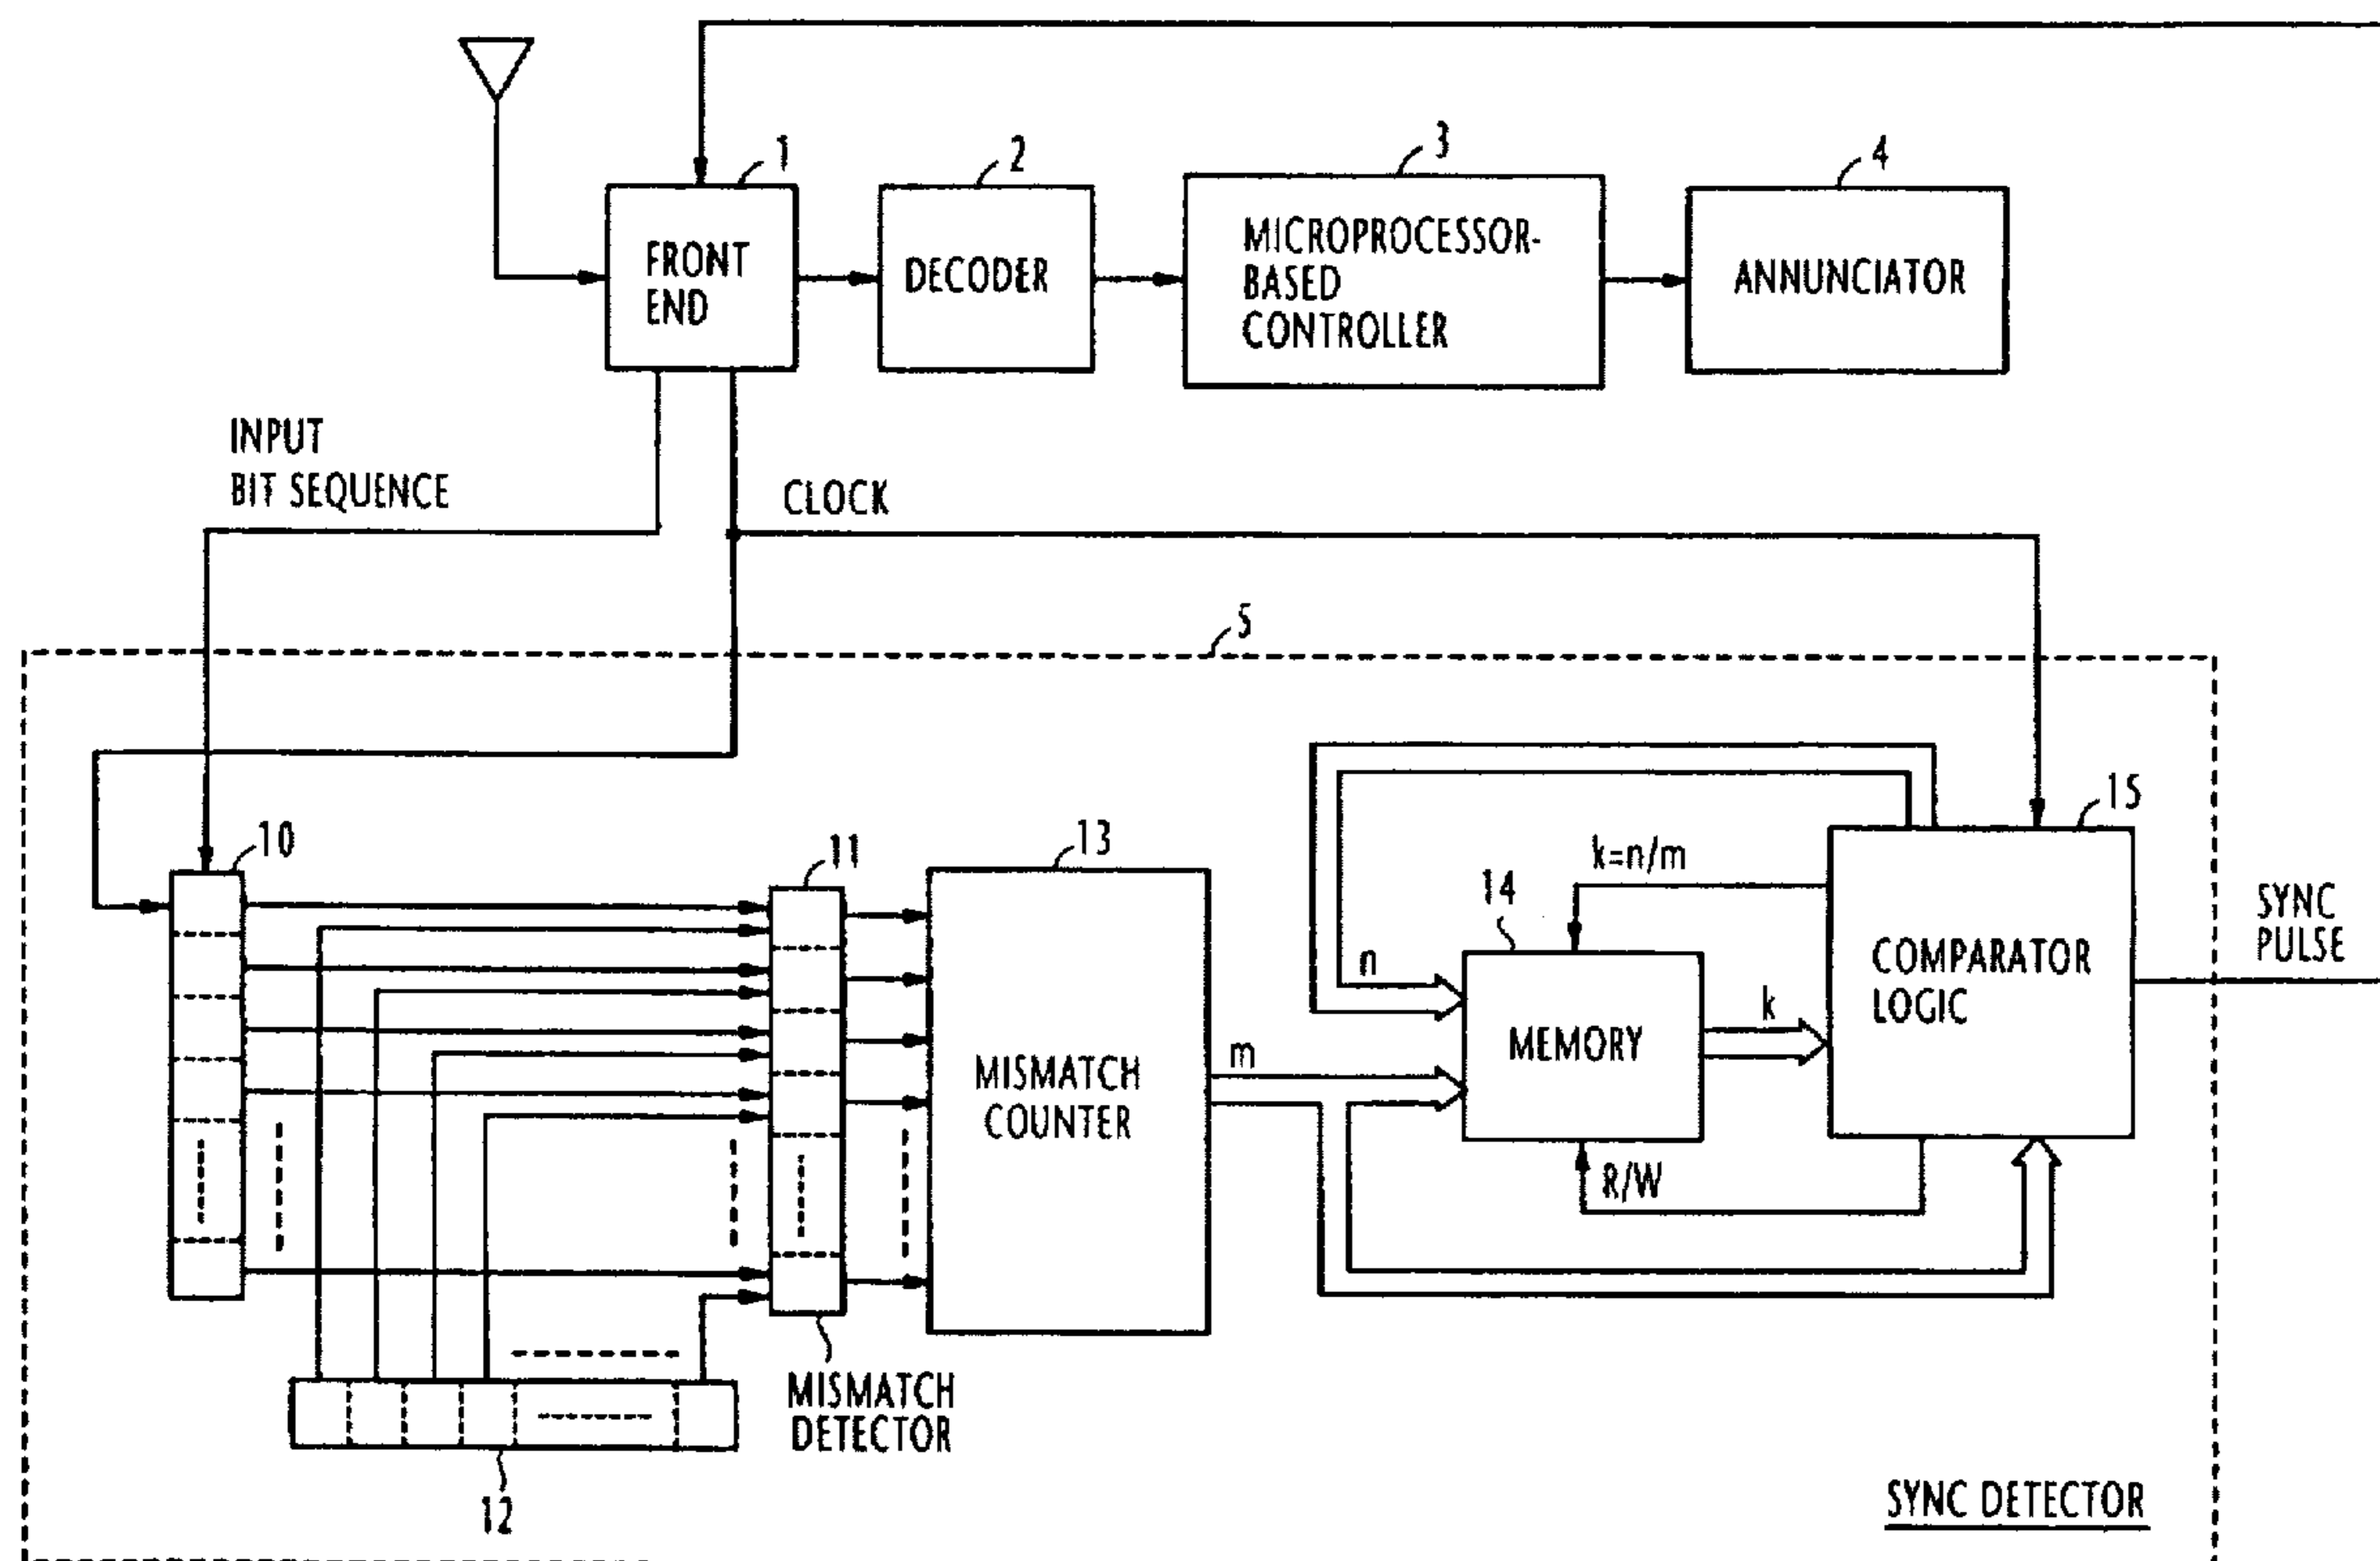 1
2
3
4
FRONT
END
DECODER
MICROPROCESSOR-
BASED
CONTROLLER
ANNUNCIATOR
INPUT
BIT SEQUENCE
CLOCK
5
10
11
13
14
15
k=n/m
n
k
m
R/W
MEMORY
COMPARATOR
LOGIC
SYNC
PULSE
MISMATCH
COUNTER
MISMATCH
DETECTOR
12
SYNC DETECTOR